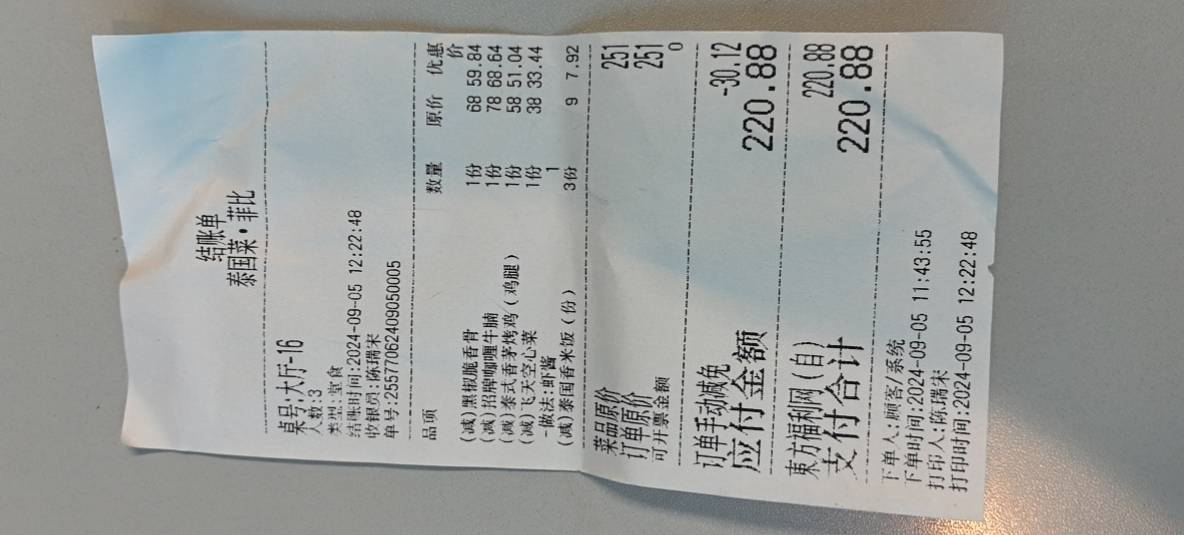 结账单
泰国菜·菲比
桌号:大厅-16
人数:3
类型:堂食
结账时间:2024-09-05 12:22:48
收银员:陈瑞宋
单号:25577062409050005
品项 数量 原价 优惠价
(减)黑椒脆香骨 1份 68 59.84
(减)招牌咖喱牛腩 1份 78 68.64
(减)泰式香茅烤鸡(鸡腿) 1份 58 51.04
(减)飞天空心菜 1份 38 33.44
-做法:虾酱 1
(减)泰国香米饭(份) 3份 9 7.92
菜品原价 251
订单原价 251
可开票金额 0
订单手动减免 -30.12
应付金额 220.88
东方福利网(自) 220.88
支付合计 220.88
下单人:顾客/系统
下单时间:2024-09-05 11:43:55
打印人:陈瑞宋
打印时间:2024-09-05 12:22:48